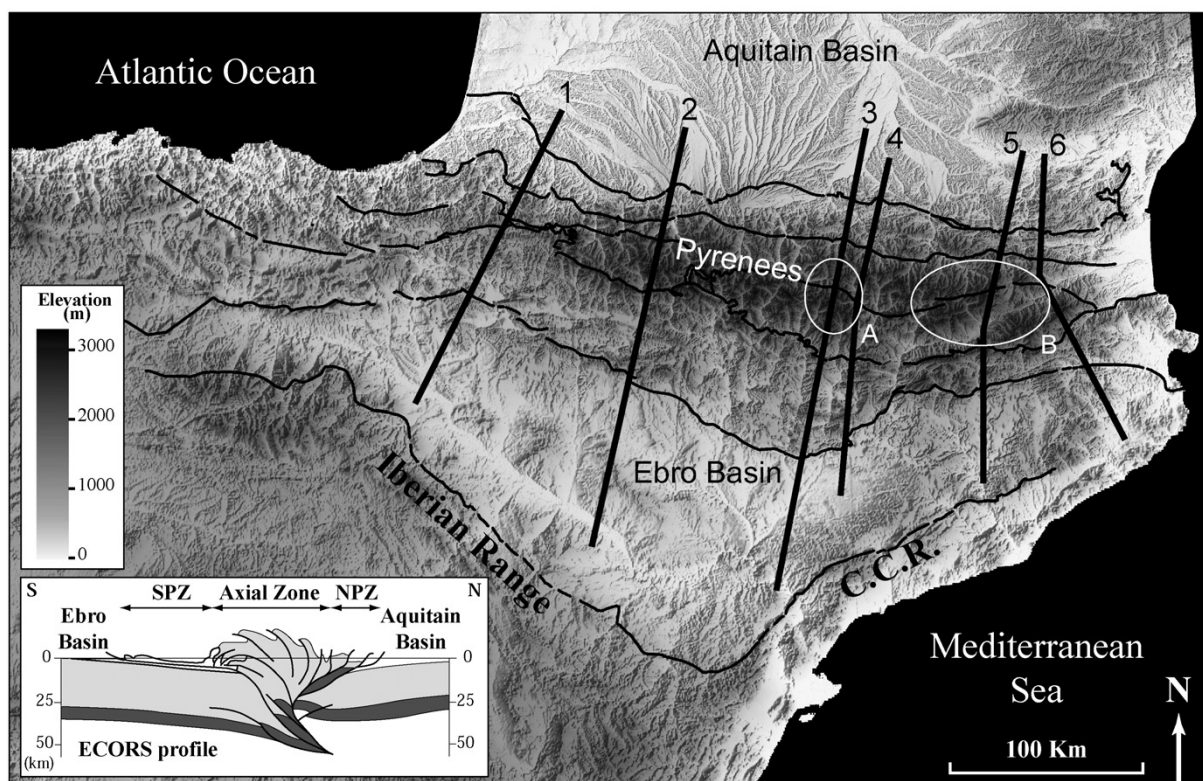 Atlantic Ocean
Aquitain Basin
1
2
3
4
5
6
Pyrenees
A
B
Elevation
(m)
3000
2000
1000
0
Ebro Basin
Iberian Range
C.C.R.
Mediterranean
Sea
N
100 Km
S
N
SPZ
Axial Zone
NPZ
Ebro
Basin
Aquitain
Basin
0
0
25
25
50
50
(km)
ECORS profile